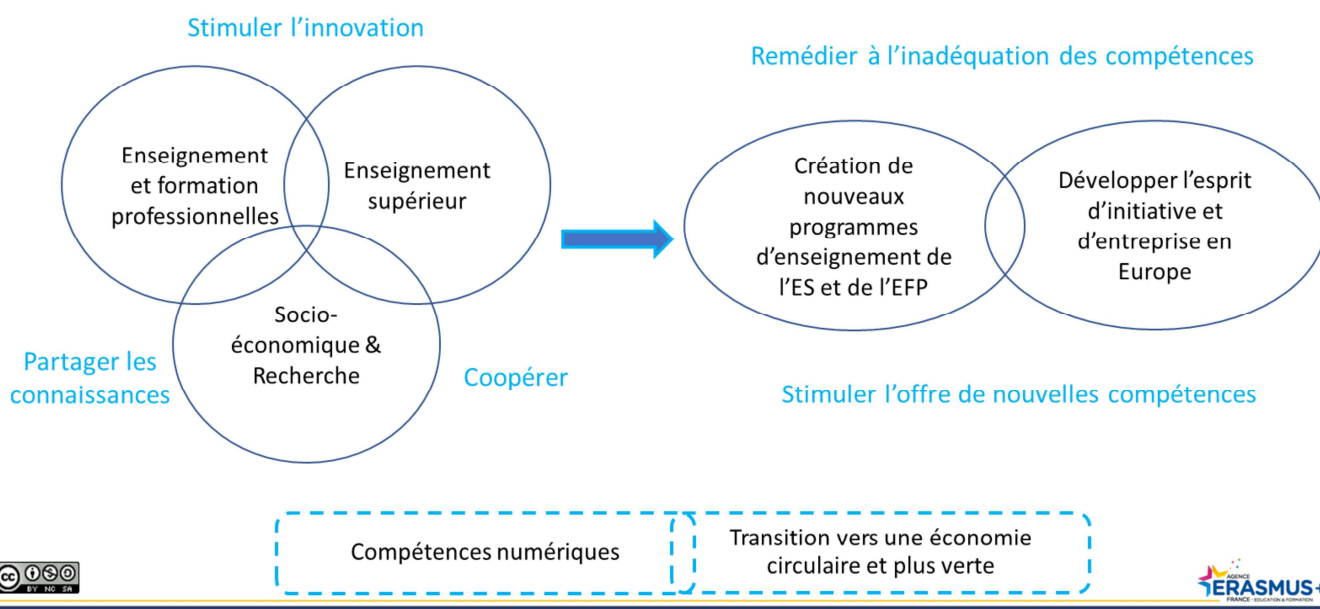 Stimuler l'innovation
Enseignement
et formation
professionnelles
Enseignement
supérieur
Socio-
économique &
Recherche
Partager les
connaissances
Coopérer
Remédier à l'inadéquation des compétences
Création de
nouveaux
programmes
d'enseignement de
l'ES et de l'EFP
Développer l'esprit
d'initiative et
d'entreprise en
Europe
Stimuler l'offre de nouvelles compétences
Compétences numériques
Transition vers une économie
circulaire et plus verte
cc
BY NC SA
AGENCE
ERASMUS+
FRANCE - EDUCATION & FORMATION